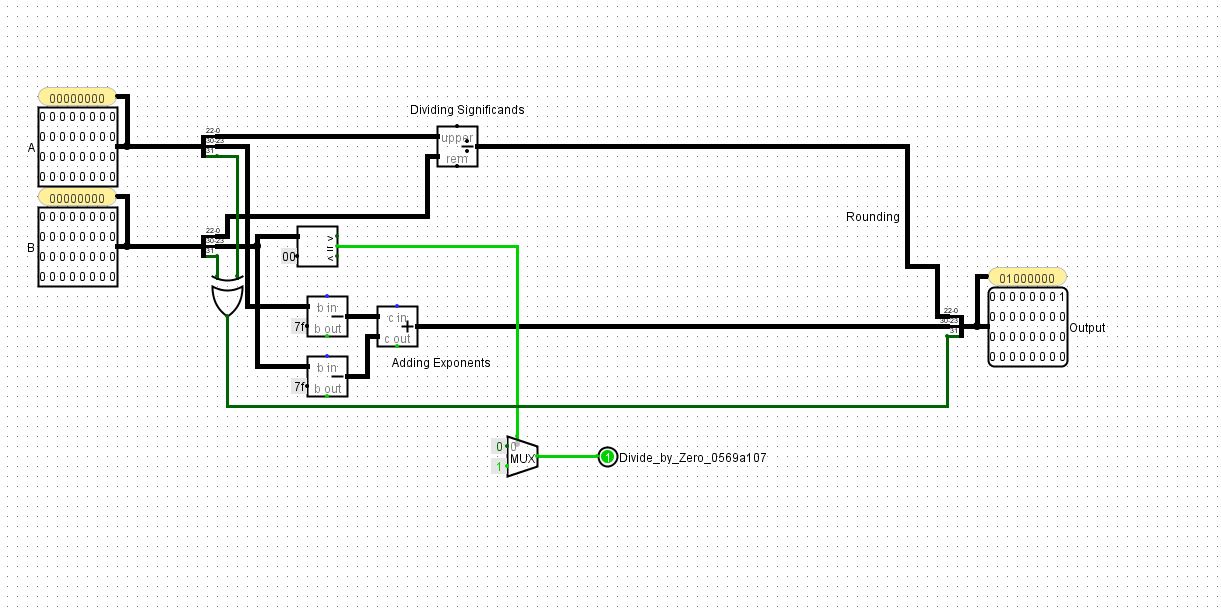 00000000
0 0 0 0 0 0 0 0
0 0 0 0 0 0 0 0
A
0 0 0 0 0 0 0 0
0 0 0 0 0 0 0 0
00000000
0 0 0 0 0 0 0 0
0 0 0 0 0 0 0 0
B
0 0 0 0 0 0 0 0
0 0 0 0 0 0 0 0
22-0
30-23
31
22-0
30-23
31
Dividing Significands
upper
rem
÷
00
>
=
<
7f
b in
b out
−
7f
b in
b out
−
c in
+
c out
Adding Exponents
Rounding
22-0
30-23
31
01000000
0 0 0 0 0 0 0 1
0 0 0 0 0 0 0 0
0 0 0 0 0 0 0 0
0 0 0 0 0 0 0 0
Output
0
1
0
MUX
1
Divide_by_Zero_0569a107